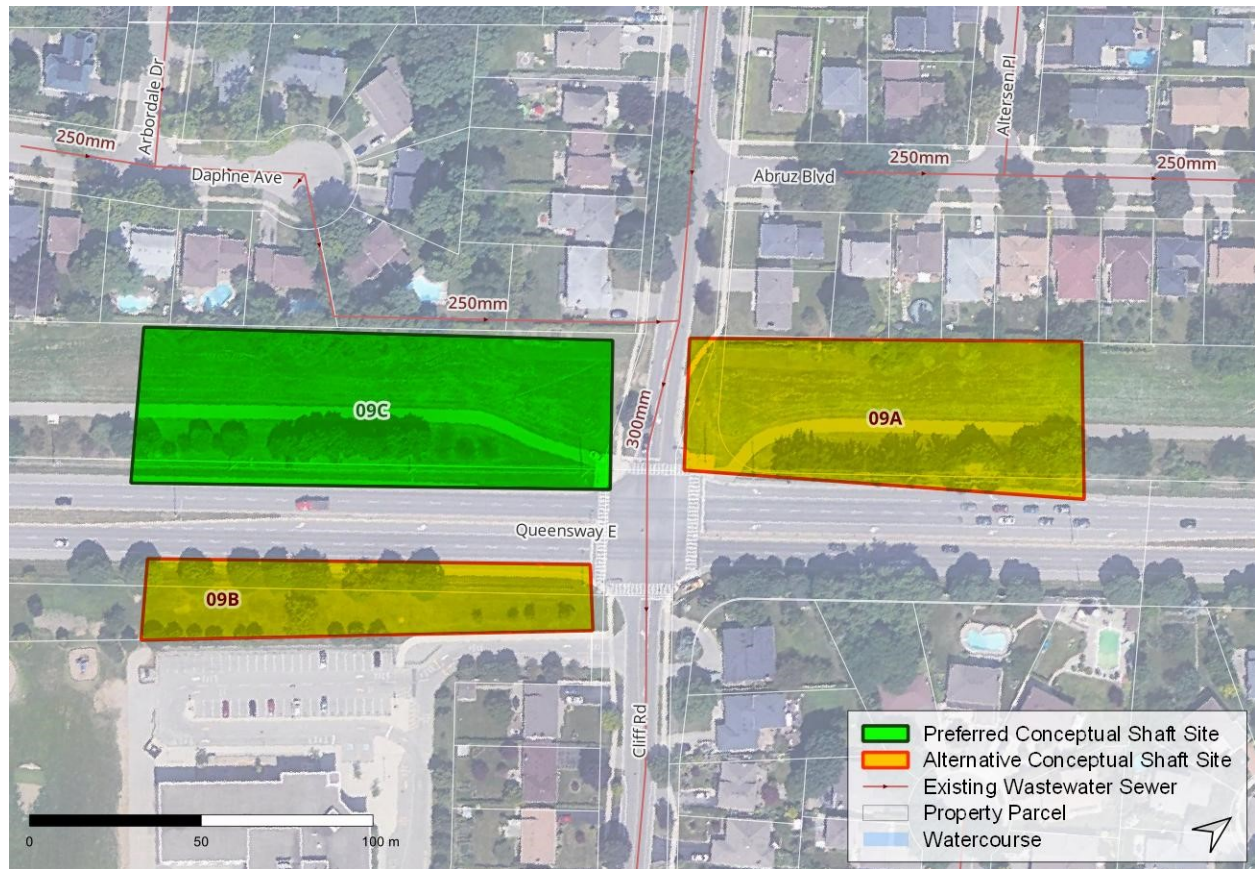 Arbordale Dr
250mm
Daphne Ave
Altersen Pl
250mm
250mm
Abruz Blvd
250mm
09C
300mm
09A
Queensway E
09B
Cliff Rd
Preferred Conceptual Shaft Site
Alternative Conceptual Shaft Site
Existing Wastewater Sewer
Property Parcel
Watercourse
0 50 100 m